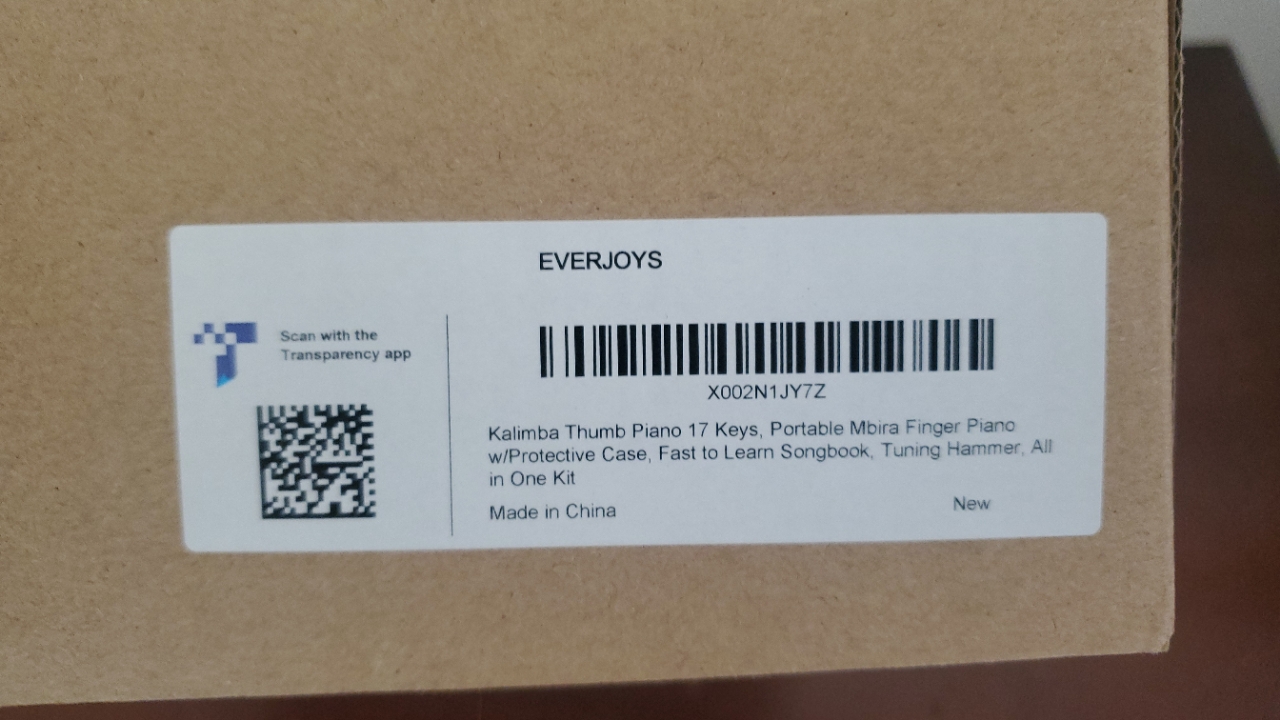 EVERJOYS
Scan with the
Transparency app
X002N1JY7Z
Kalimba Thumb Piano 17 Keys, Portable Mbira Finger Piano
w/Protective Case, Fast to Learn Songbook, Tuning Hammer, All
in One Kit
Made in China
New